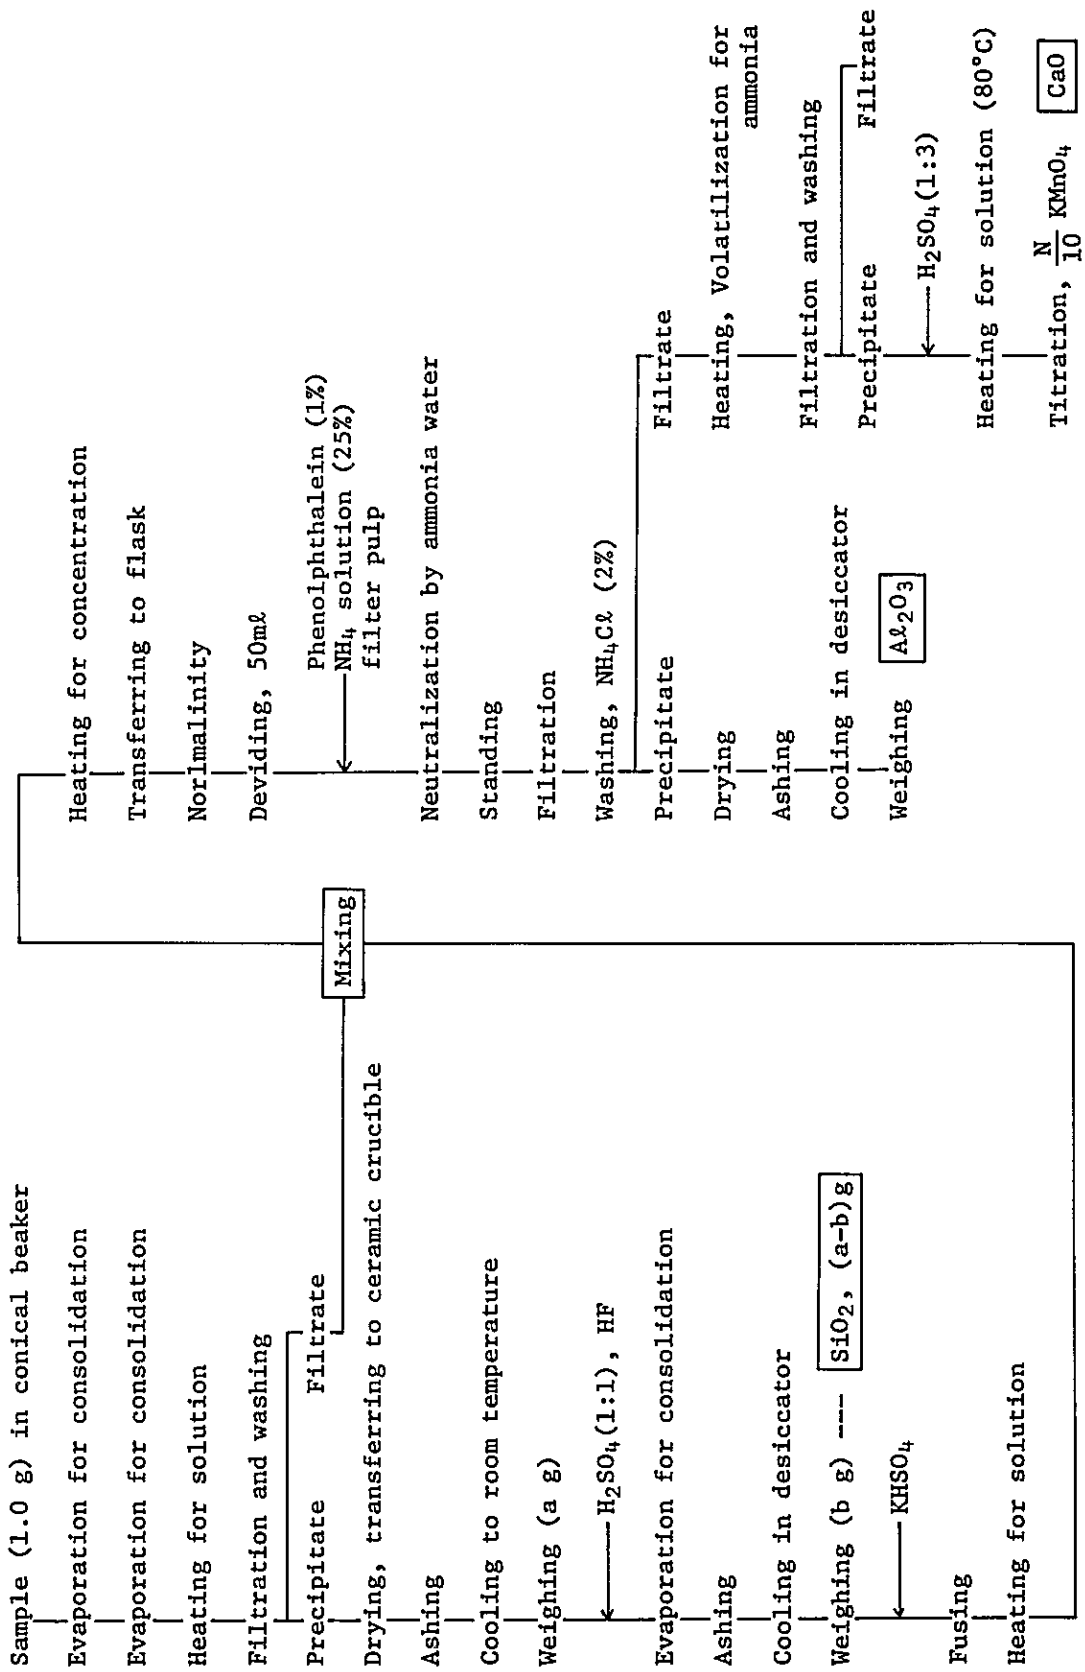 Sample (1.0 g) in conical beaker
Evaporation for consolidation
Evaporation for consolidation
Heating for solution
Filtration and washing
Precipitate Filtrate
Drying, transferring to ceramic crucible
Ashing
Cooling to room temperature
Weighing (a g)
H₂SO₄(1:1), HF
Evaporation for consolidation
Ashing
Cooling in desiccator
Weighing (b g) ---- SiO₂, (a-b)g
KHSO₄
Fusing
Heating for solution
Mixing
Heating for concentration
Transferring to flask
Norlmalinity
Deviding, 50mℓ
Phenolphthalein (1%)
NH₄ solution (25%)
filter pulp
Neutralization by ammonia water
Standing
Filtration
Washing, NH₄Cℓ (2%)
Precipitate
Drying
Ashing
Cooling in desiccator
Weighing Aℓ₂O₃
Filtrate
Heating, Volatilization for
ammonia
Filtration and washing
Precipitate Filtrate
H₂SO₄(1:3)
Heating for solution (80°C)
Titration, N/10 KMnO₄ CaO